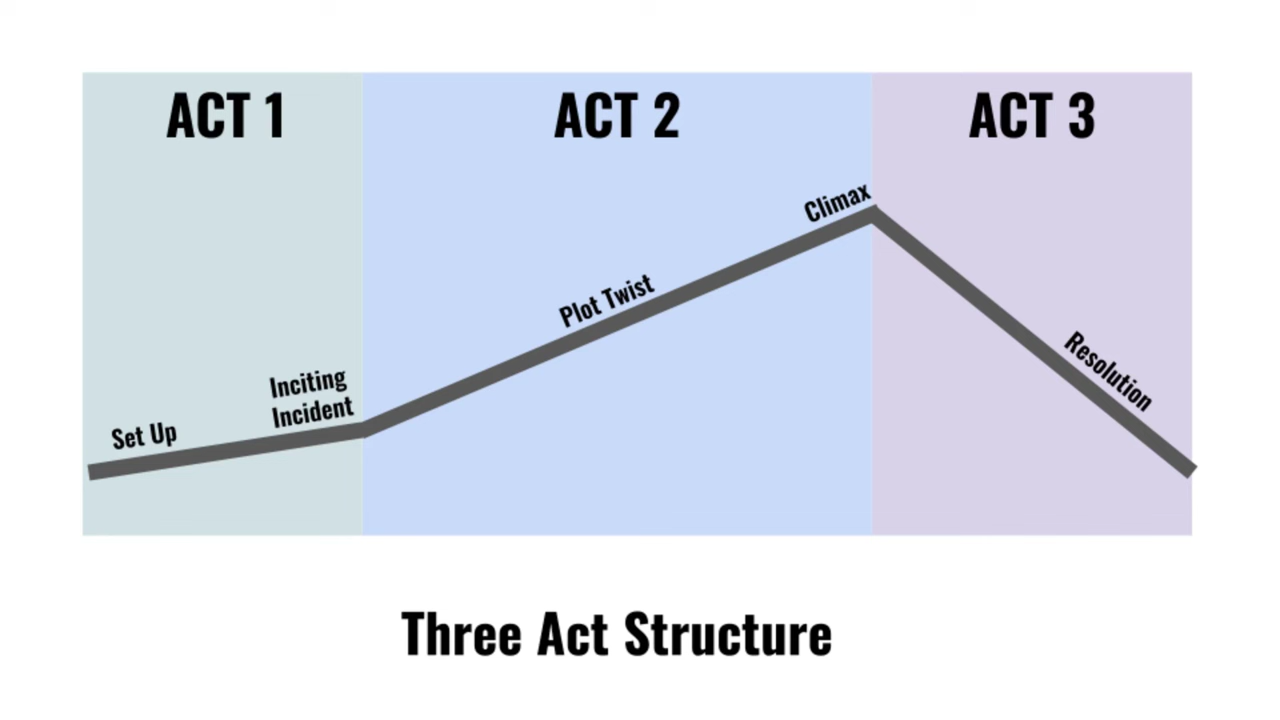 ACT 1
ACT 2
ACT 3
Set Up
Inciting
Incident
Plot Twist
Climax
Resolution
Three Act Structure